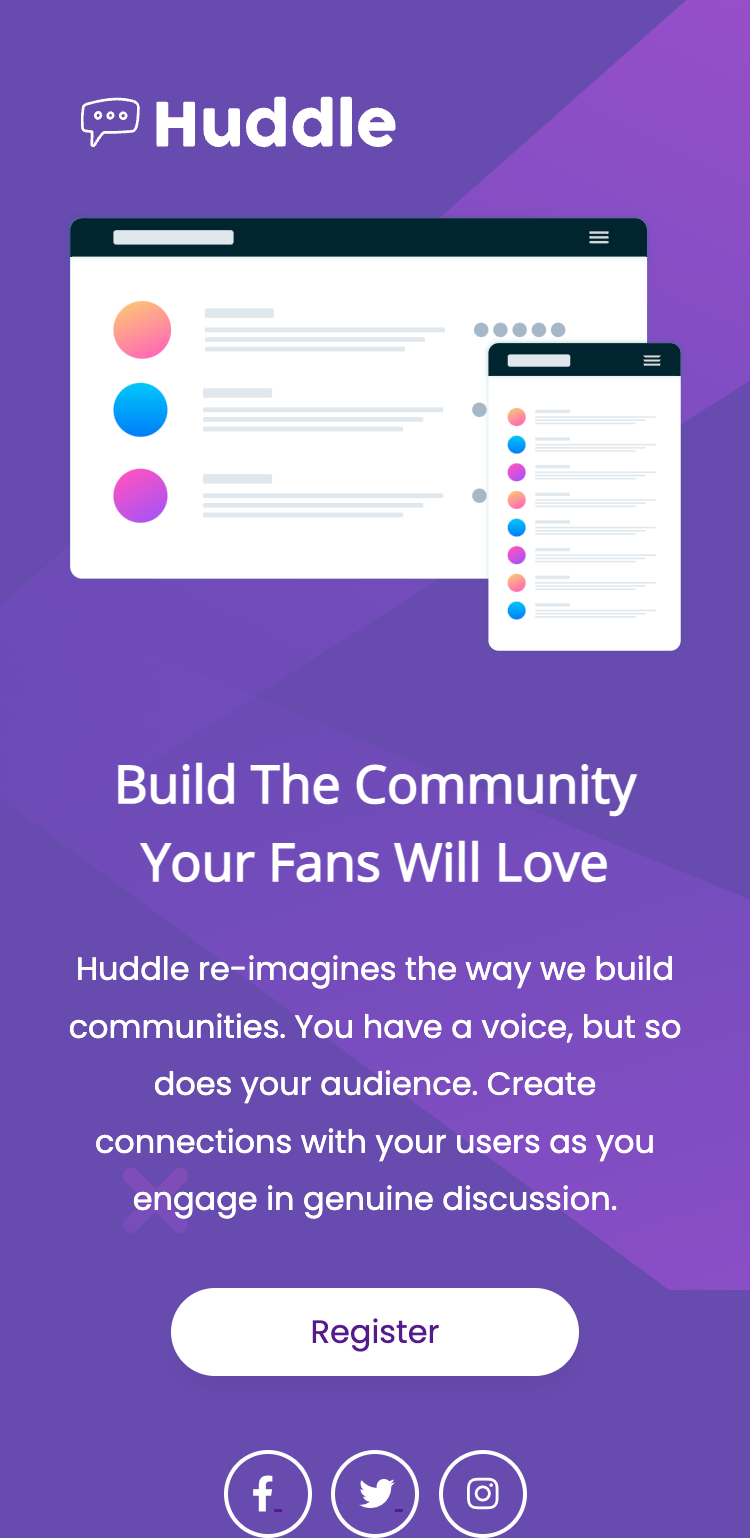 Huddle
Build The Community
Your Fans Will Love
Huddle re-imagines the way we build
communities. You have a voice, but so
does your audience. Create
connections with your users as you
engage in genuine discussion.
Register